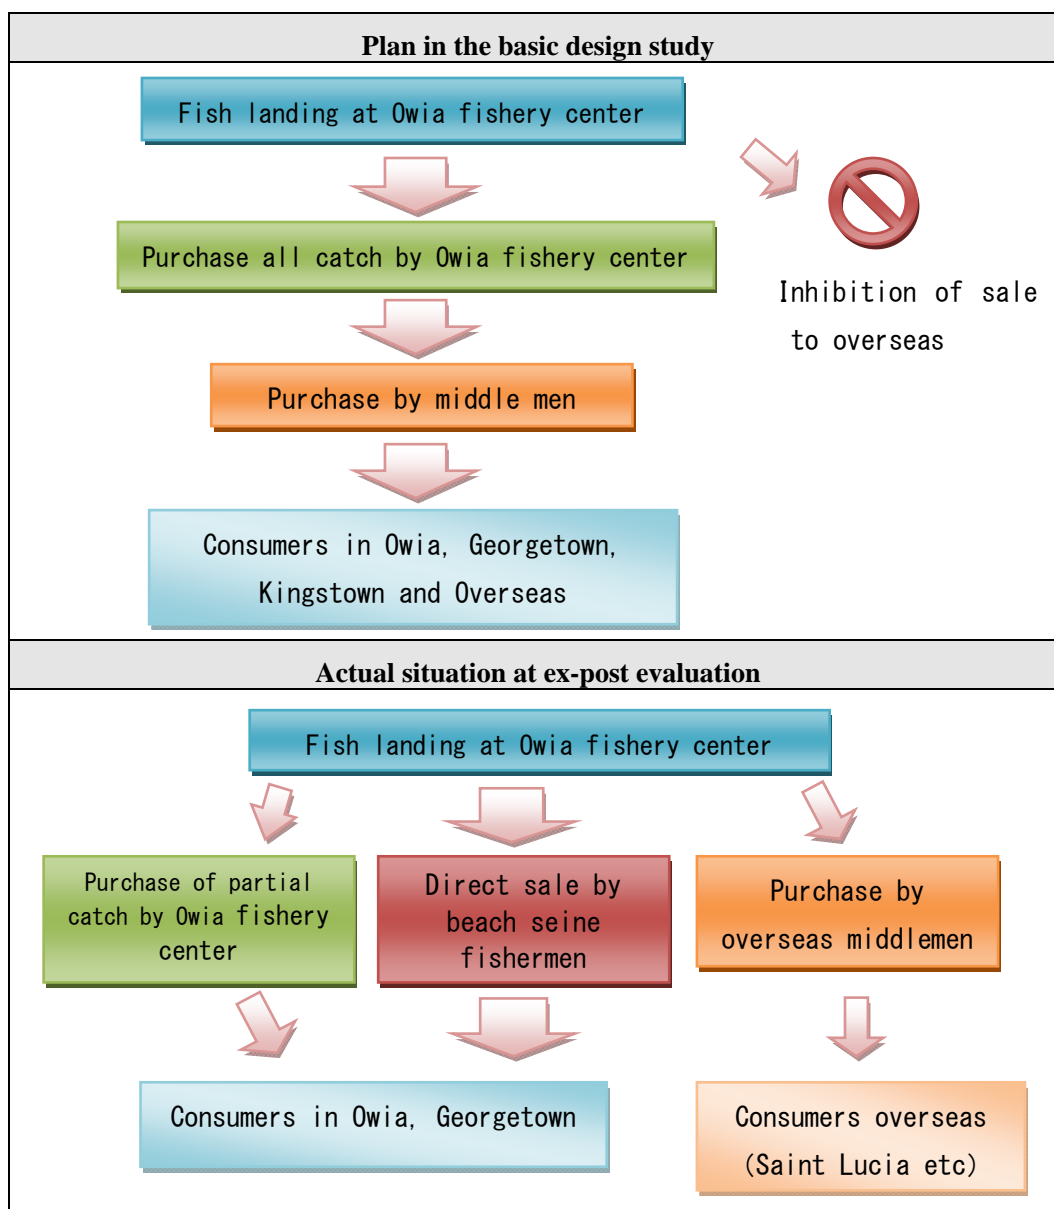 Plan in the basic design study
Fish landing at Owia fishery center
Purchase all catch by Owia fishery center
Inhibition of sale
to overseas
Purchase by middle men
Consumers in Owia, Georgetown,
Kingstown and Overseas
Actual situation at ex-post evaluation
Fish landing at Owia fishery center
Purchase of partial
catch by Owia fishery
center
Direct sale by
beach seine
fishermen
Purchase by
overseas middlemen
Consumers in Owia, Georgetown
Consumers overseas
(Saint Lucia etc)